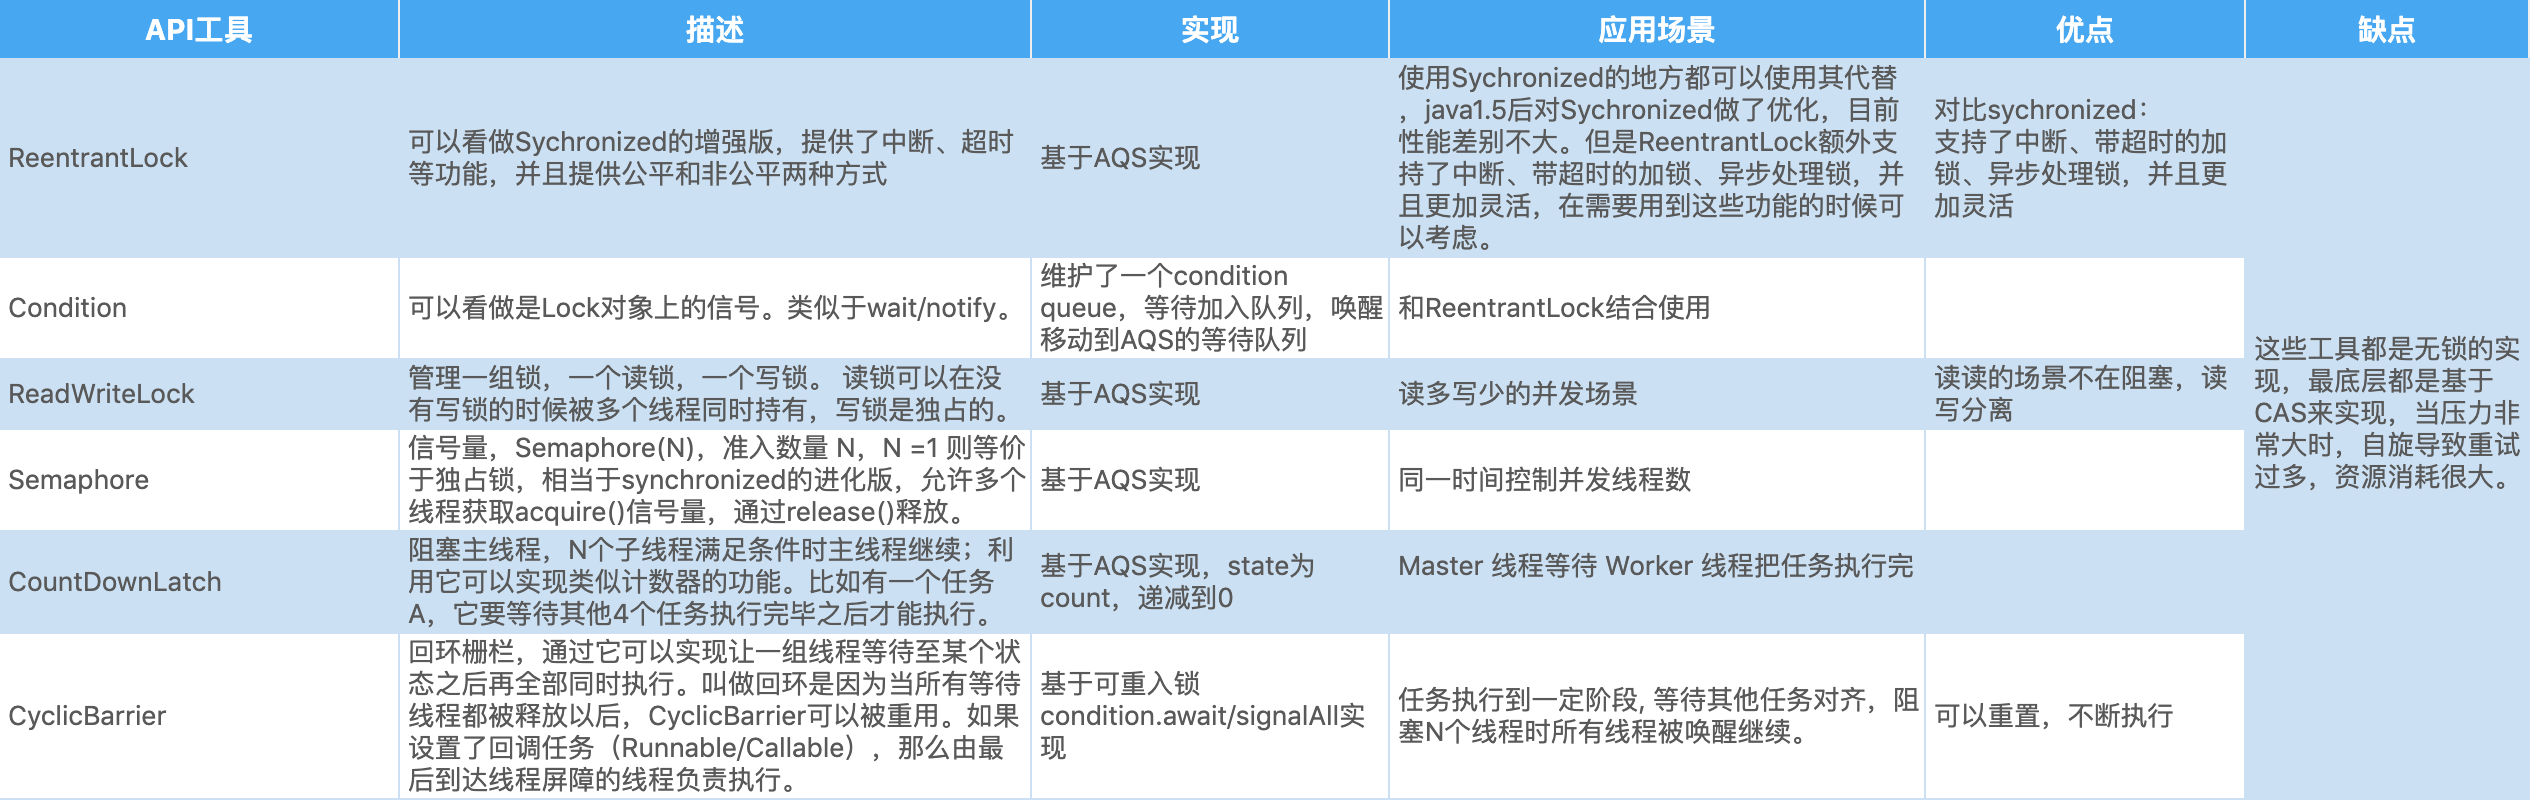 API工具
描述
实现
应用场景
优点
缺点
ReentrantLock
可以看做Sychronized的增强版，提供了中断、超时
等功能，并且提供公平和非公平两种方式
基于AQS实现
使用Sychronized的地方都可以使用其代替
，java1.5后对Sychronized做了优化，目前
性能差别不大。但是ReentrantLock额外支
持了中断、带超时的加锁、异步处理锁，并
且更加灵活，在需要用到这些功能的时候可
以考虑。
对比sychronized：
支持了中断、带超时的加
锁、异步处理锁，并且更
加灵活
Condition
可以看做是Lock对象上的信号。类似于wait/notify。
维护了一个condition
queue，等待加入队列，唤醒
移动到AQS的等待队列
和ReentrantLock结合使用
ReadWriteLock
管理一组锁，一个读锁，一个写锁。 读锁可以在没
有写锁的时候被多个线程同时持有，写锁是独占的。
基于AQS实现
读多写少的并发场景
读读的场景不在阻塞，读
写分离
Semaphore
信号量，Semaphore(N)，准入数量 N，N =1 则等价
于独占锁，相当于synchronized的进化版，允许多个
线程获取acquire()信号量，通过release()释放。
基于AQS实现
同一时间控制并发线程数
CountDownLatch
阻塞主线程，N个子线程满足条件时主线程继续；利
用它可以实现类似计数器的功能。比如有一个任务
A，它要等待其他4个任务执行完毕之后才能执行。
基于AQS实现，state为
count，递减到0
Master 线程等待 Worker 线程把任务执行完
CyclicBarrier
回环栅栏，通过它可以实现让一组线程等待至某个状
态之后再全部同时执行。叫做回环是因为当所有等待
线程都被释放以后，CyclicBarrier可以被重用。如果
设置了回调任务（Runnable/Callable），那么由最
后到达线程屏障的线程负责执行。
基于可重入锁
condition.await/signalAll实
现
任务执行到一定阶段, 等待其他任务对齐，阻
塞N个线程时所有线程被唤醒继续。
可以重置，不断执行
这些工具都是无锁的实
现，最底层都是基于
CAS来实现，当压力非
常大时，自旋导致重试
过多，资源消耗很大。